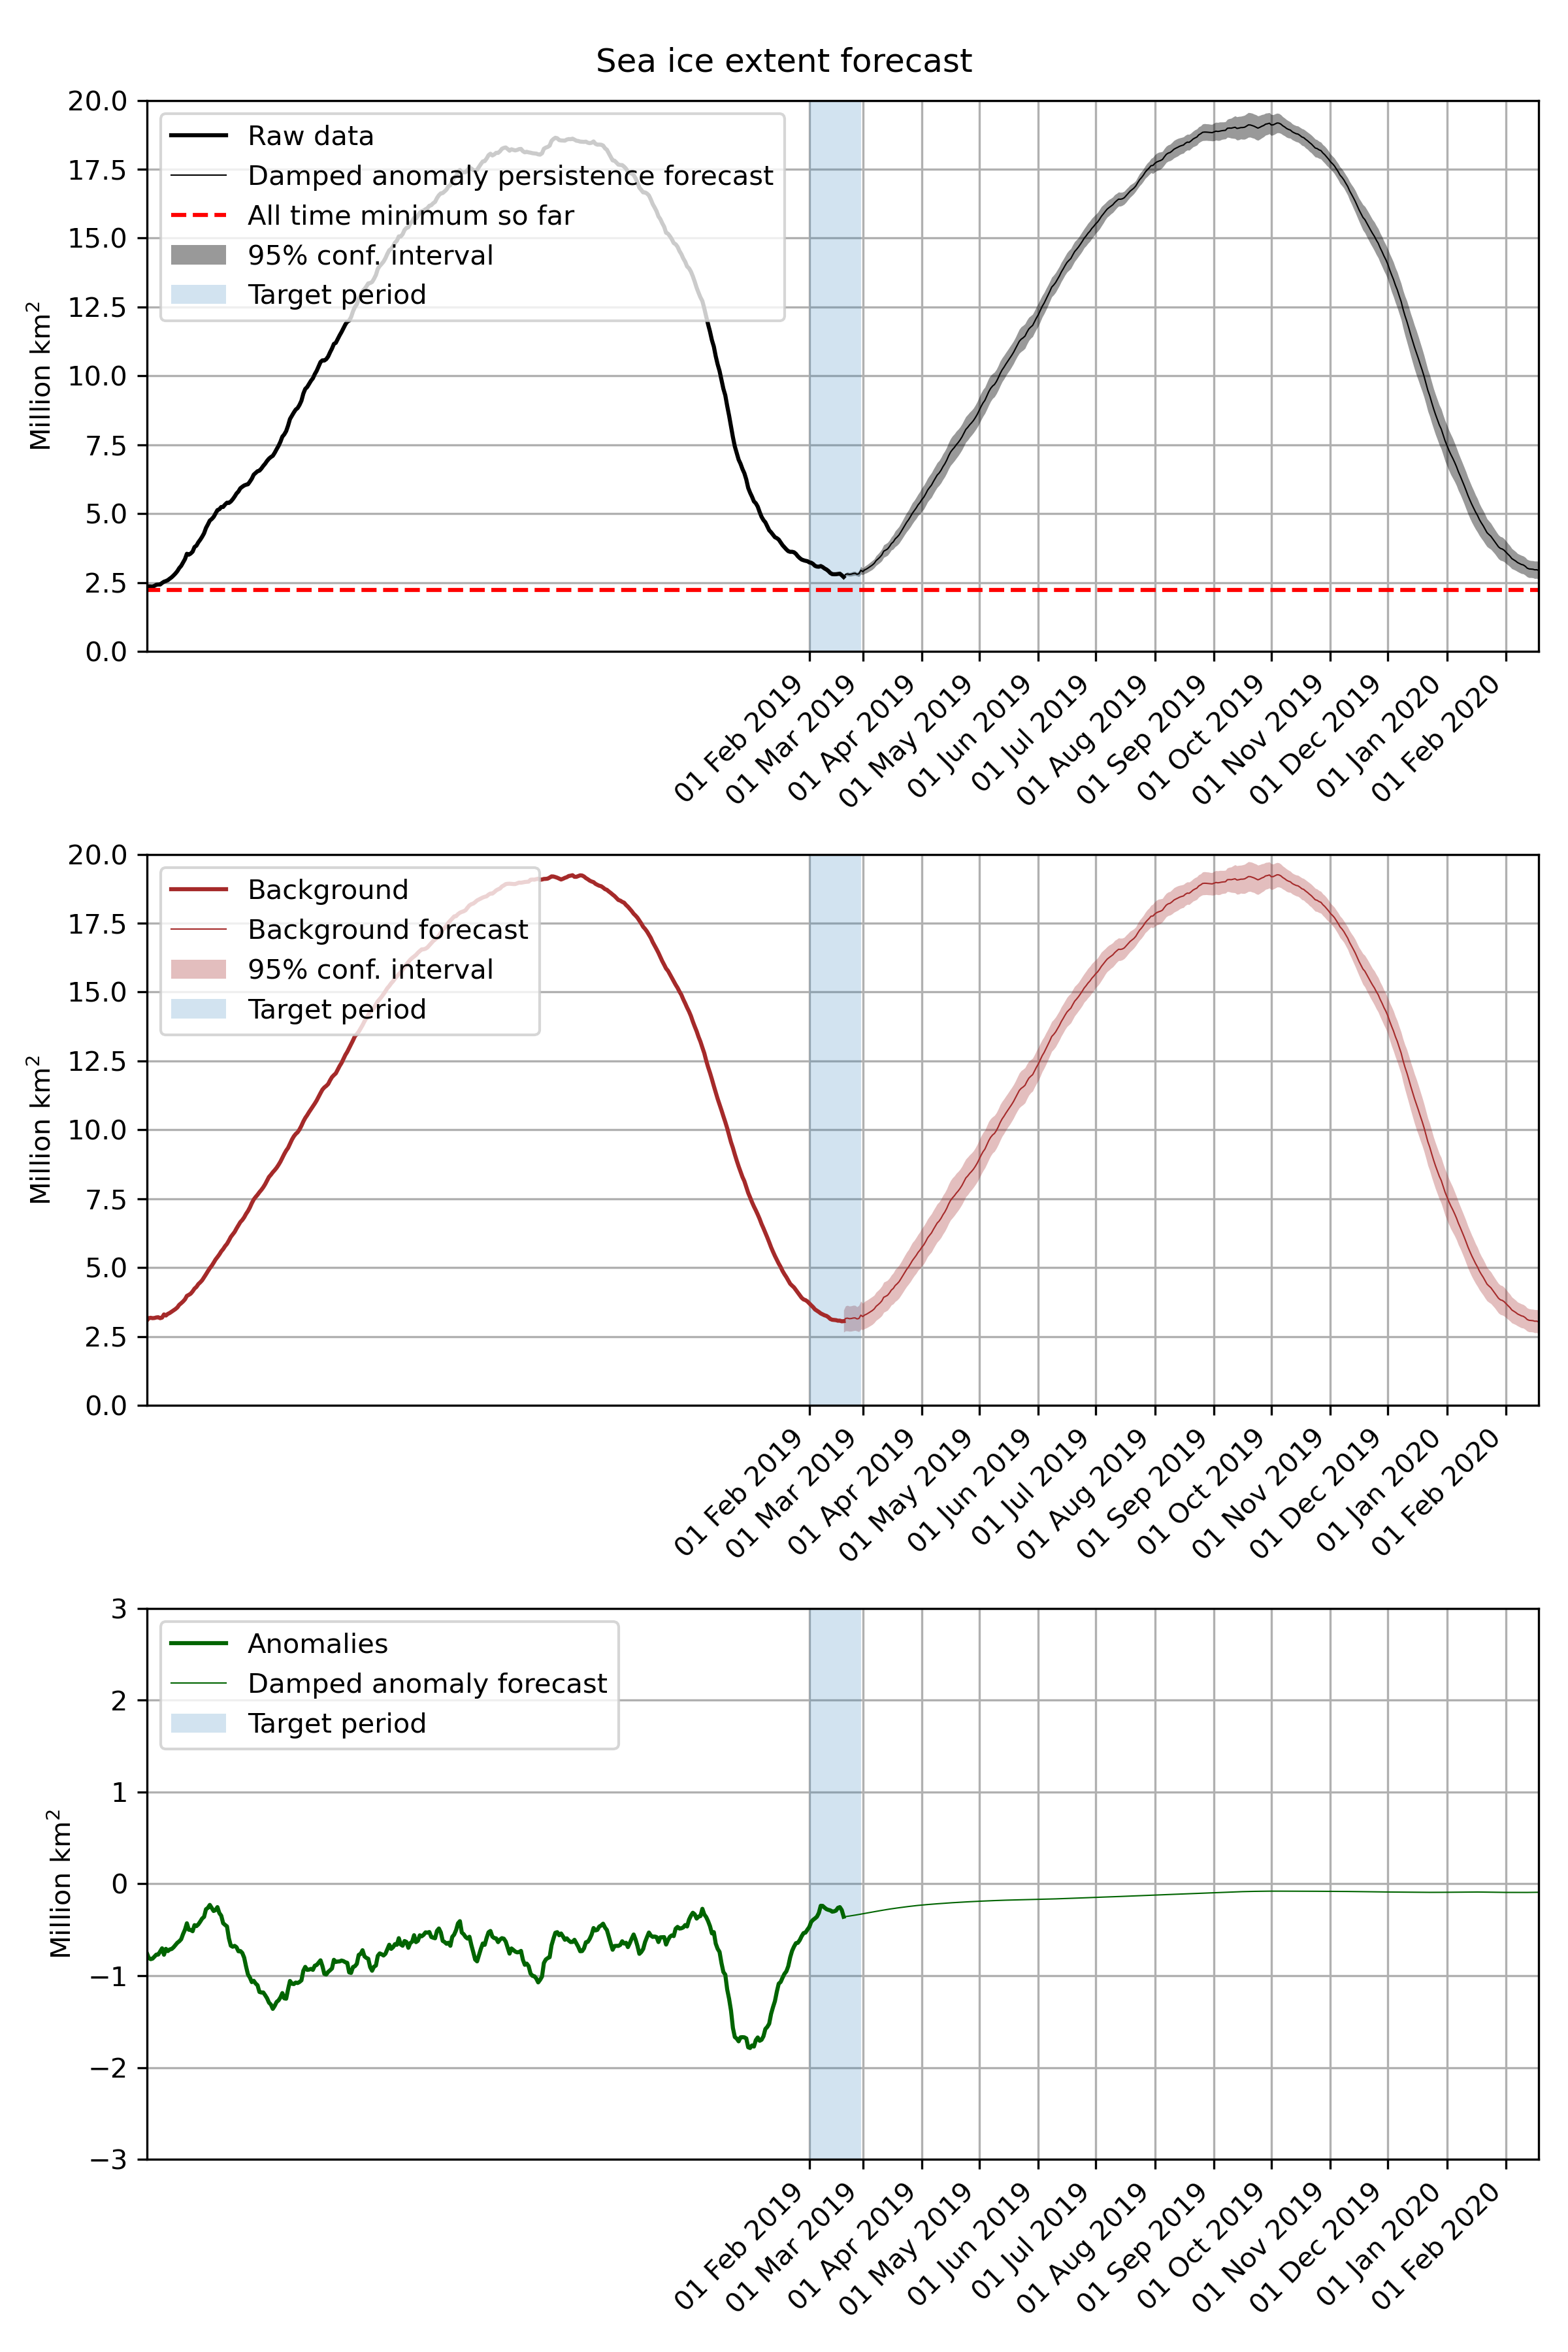 Sea ice extent forecast
20.0
17.5
15.0
12.5
10.0
7.5
5.0
2.5
0.0
Million km²
Raw data
Damped anomaly persistence forecast
All time minimum so far
95% conf. interval
Target period
01 Feb 2019
01 Mar 2019
01 Apr 2019
01 May 2019
01 Jun 2019
01 Jul 2019
01 Aug 2019
01 Sep 2019
01 Oct 2019
01 Nov 2019
01 Dec 2019
01 Jan 2020
01 Feb 2020
20.0
17.5
15.0
12.5
10.0
7.5
5.0
2.5
0.0
Million km²
Background
Background forecast
95% conf. interval
Target period
01 Feb 2019
01 Mar 2019
01 Apr 2019
01 May 2019
01 Jun 2019
01 Jul 2019
01 Aug 2019
01 Sep 2019
01 Oct 2019
01 Nov 2019
01 Dec 2019
01 Jan 2020
01 Feb 2020
3
2
1
0
−1
−2
−3
Million km²
Anomalies
Damped anomaly forecast
Target period
01 Feb 2019
01 Mar 2019
01 Apr 2019
01 May 2019
01 Jun 2019
01 Jul 2019
01 Aug 2019
01 Sep 2019
01 Oct 2019
01 Nov 2019
01 Dec 2019
01 Jan 2020
01 Feb 2020